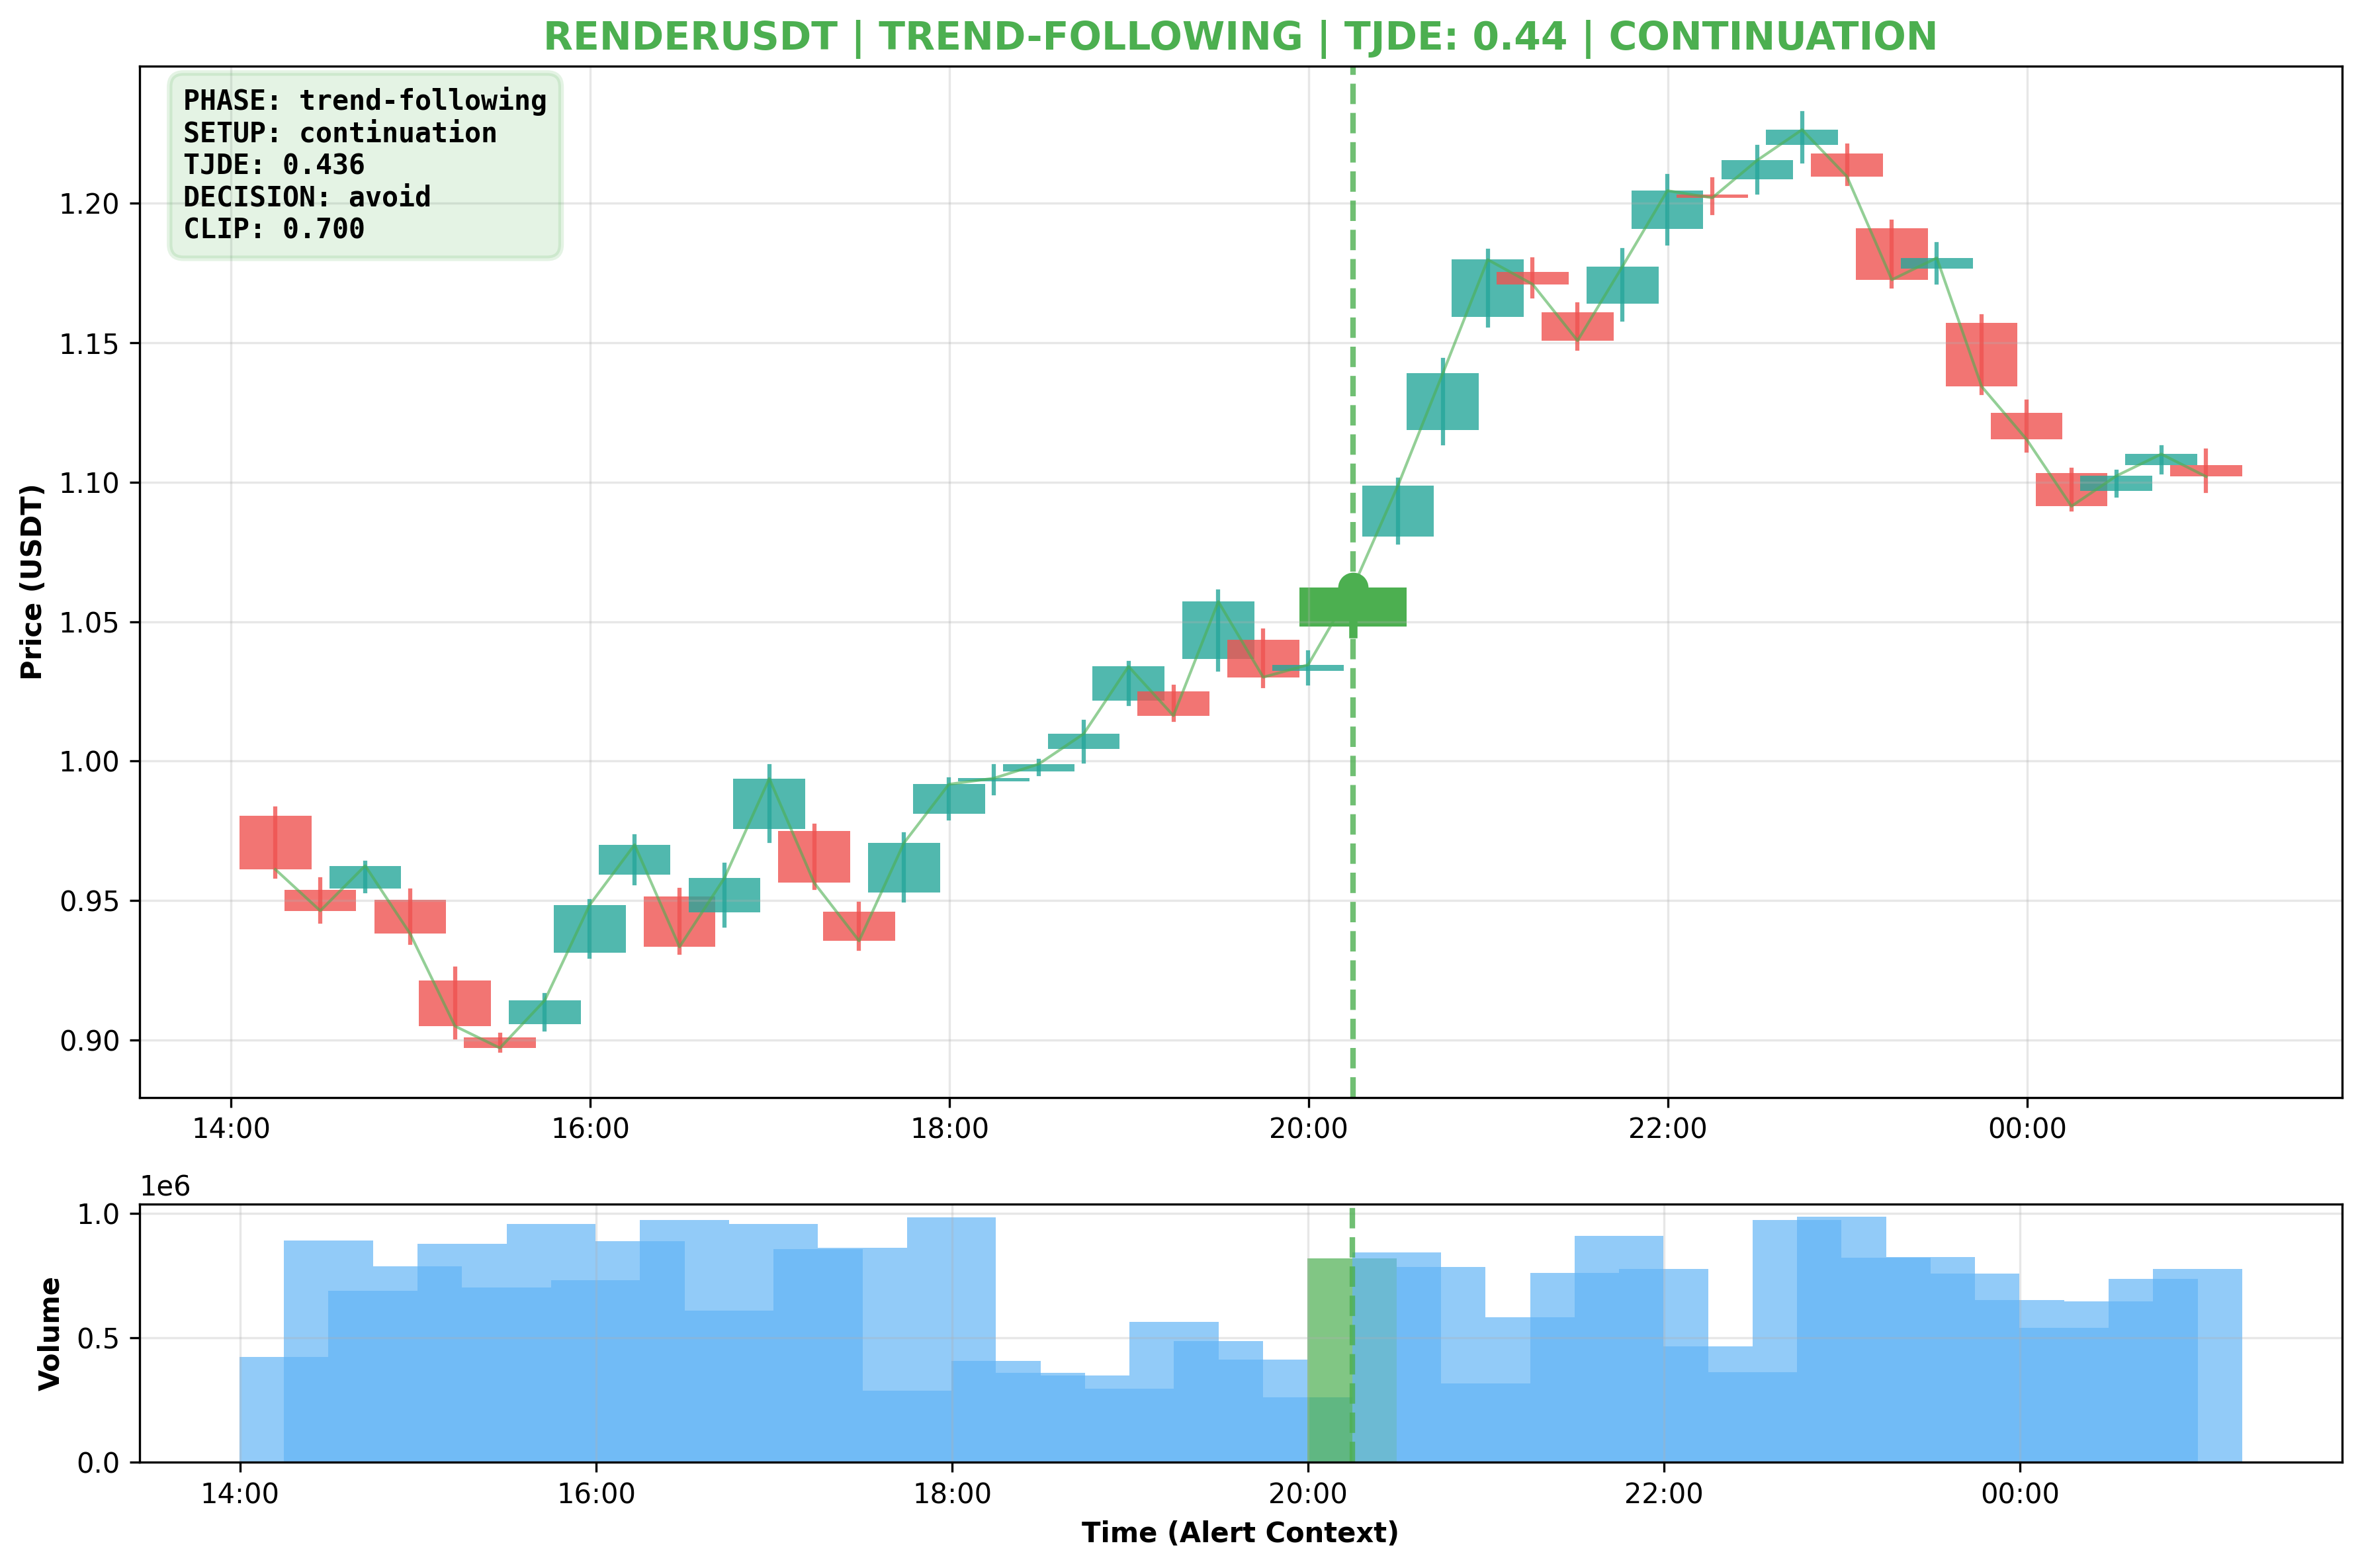 RENDERUSDT | TREND-FOLLOWING | TJDE: 0.44 | CONTINUATION
PHASE: trend-following
SETUP: continuation
TJDE: 0.436
DECISION: avoid
CLIP: 0.700
Price (USDT)
1.20
1.15
1.10
1.05
1.00
0.95
0.90
14:00 16:00 18:00 20:00 22:00 00:00
1e6
Volume
1.0
0.5
0.0
14:00 16:00 18:00 20:00 22:00 00:00
Time (Alert Context)